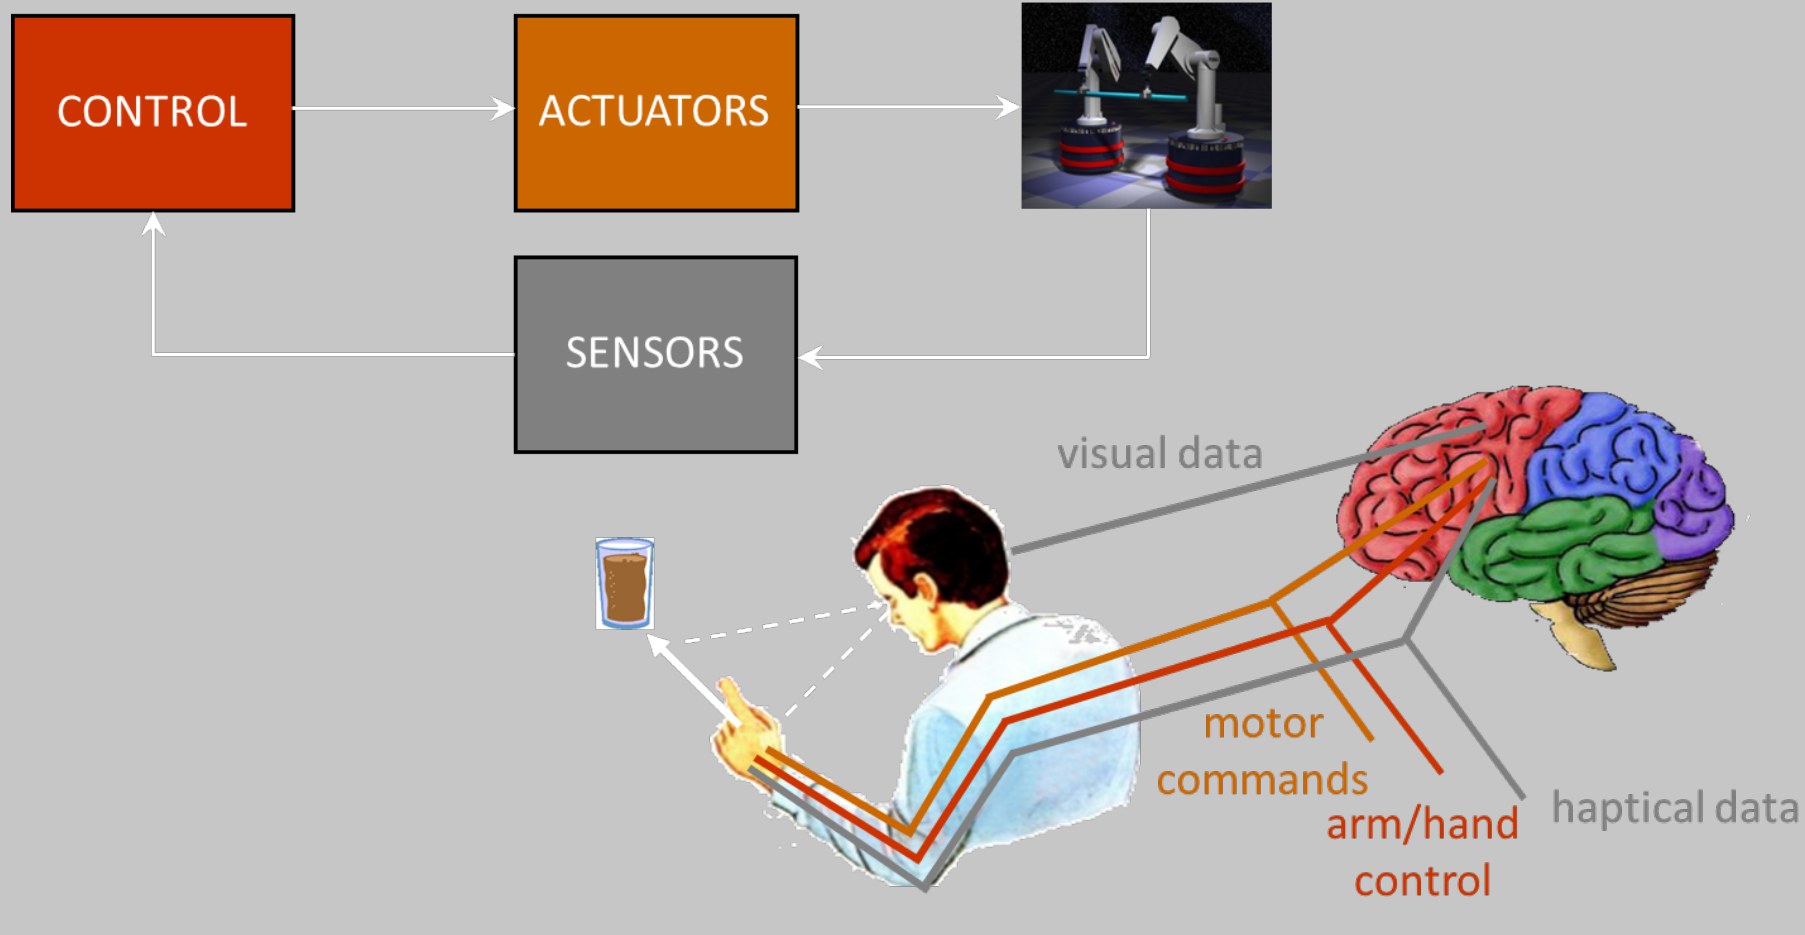 CONTROL
ACTUATORS
SENSORS
visual data
motor
commands
arm/hand
control
haptical data